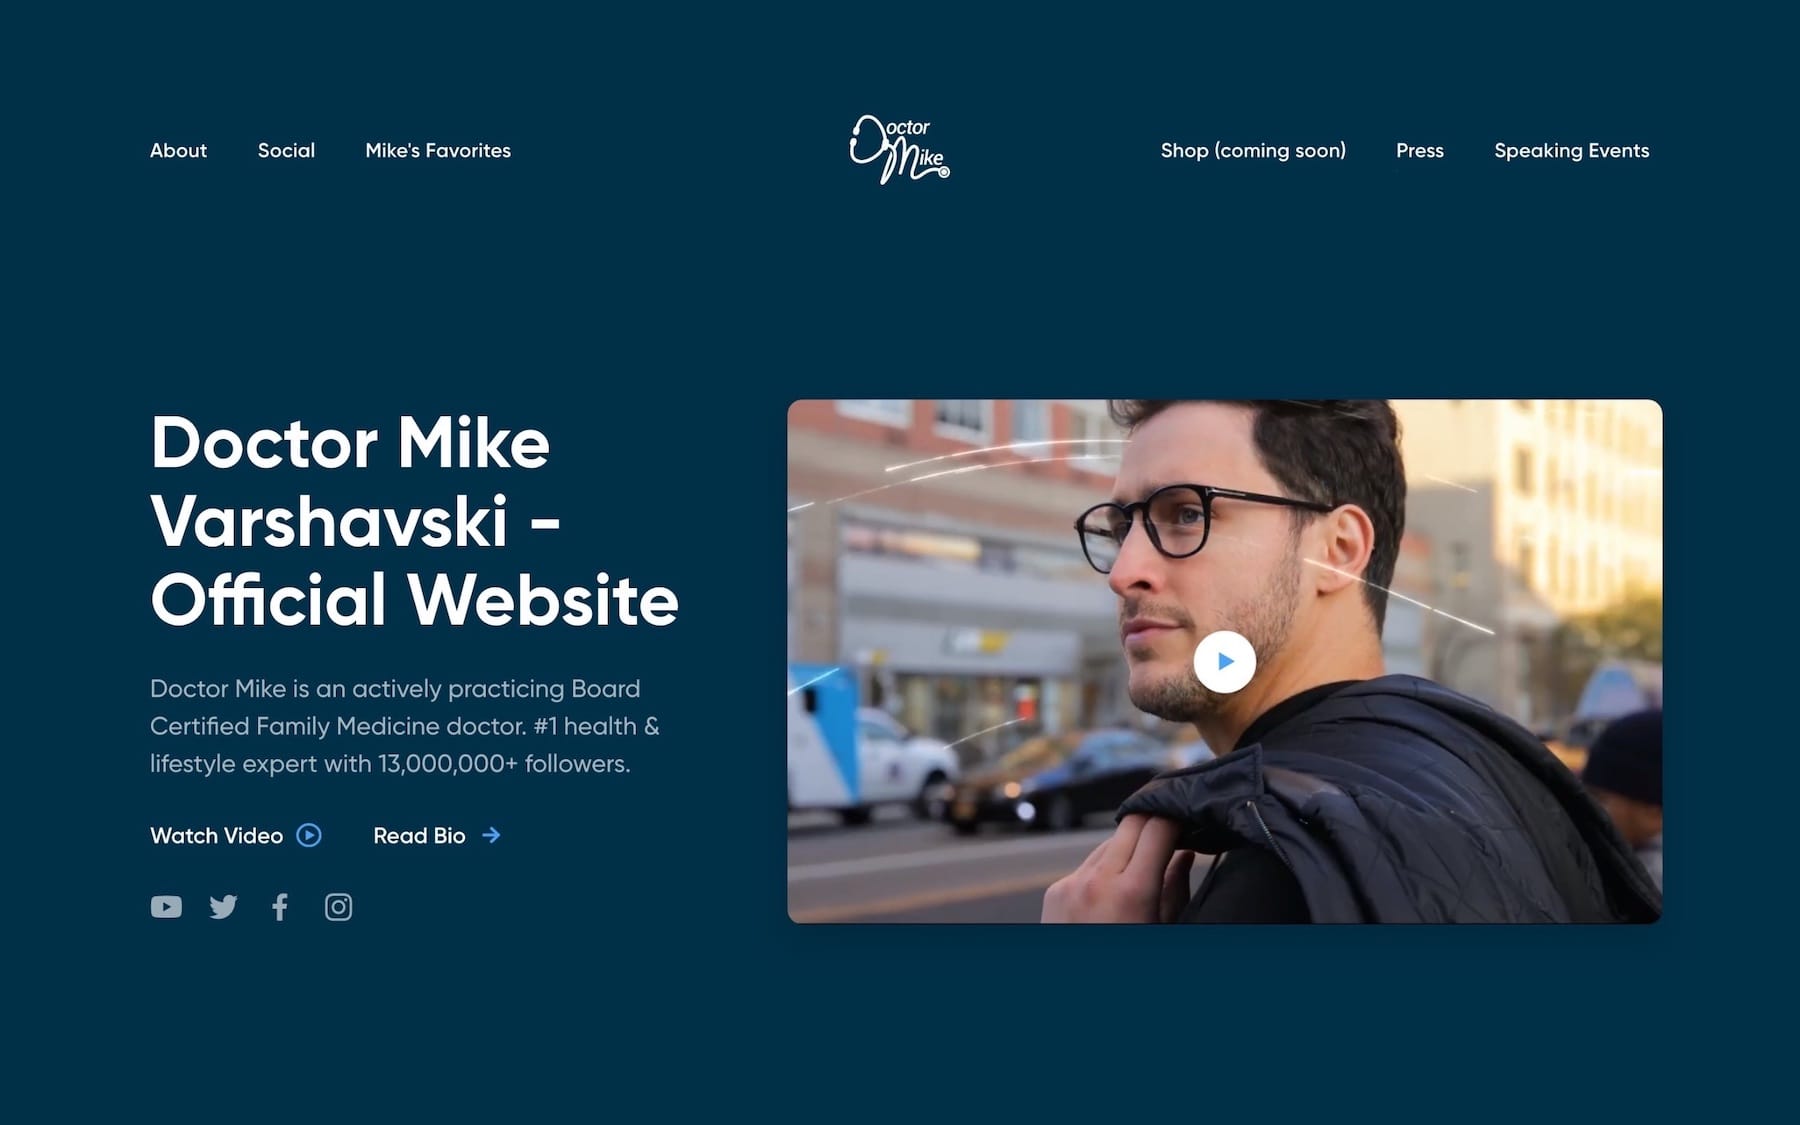 About Social Mike's Favorites
Doctor
Mike
Shop (coming soon) Press Speaking Events
Doctor Mike
Varshavski -
Official Website
Doctor Mike is an actively practicing Board
Certified Family Medicine doctor. #1 health &
lifestyle expert with 13,000,000+ followers.
Watch Video Read Bio